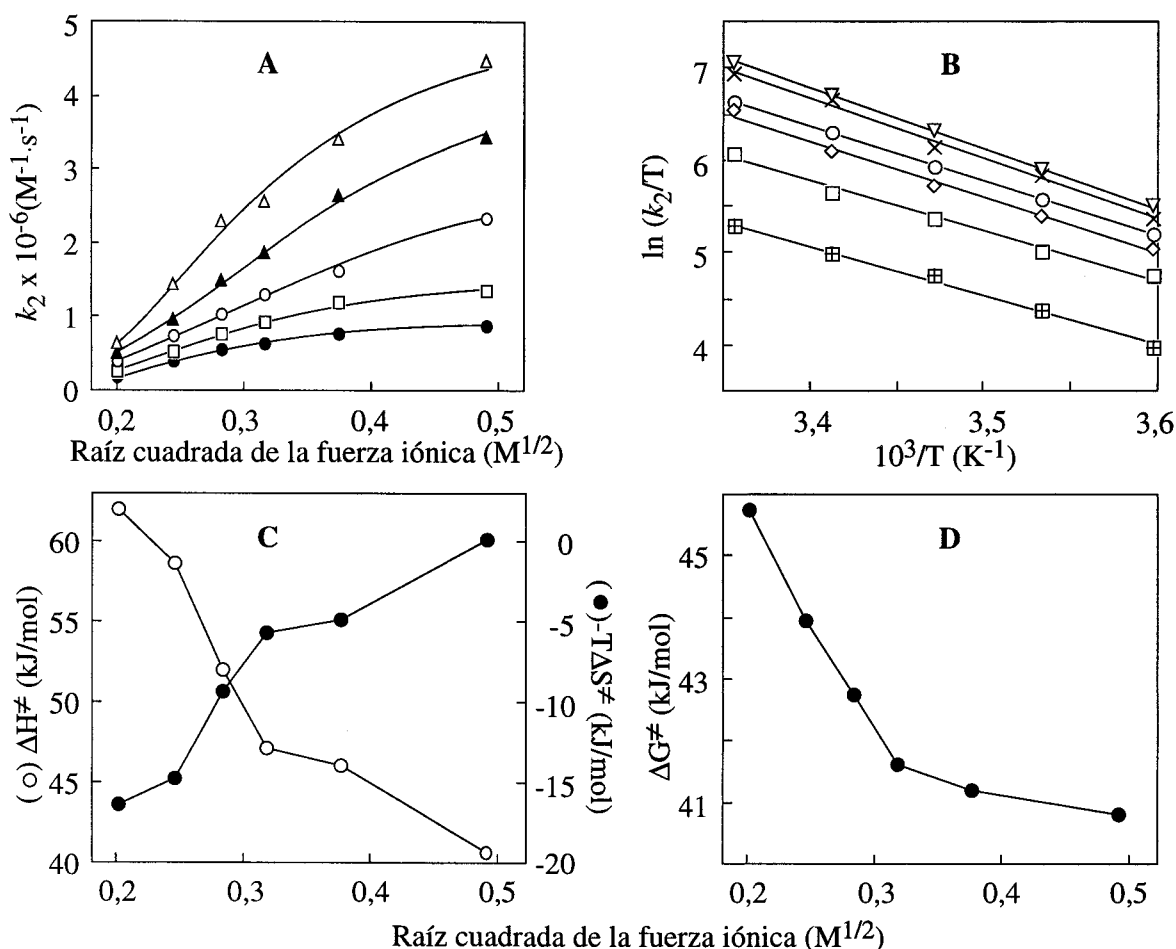 A
5
4
3
2
1
0
k2 x 10-6(M-1·s-1)
0,2 0,3 0,4 0,5
Raíz cuadrada de la fuerza iónica (M1/2)
B
7
6
5
4
ln (k2/T)
3,4 3,5 3,6
10³/T (K-1)
C
60
55
50
45
40
(○) ΔH≠ (kJ/mol)
0
-5
-10
-15
-20
(●)-TΔS≠ (kJ/mol)
0,2 0,3 0,4 0,5
D
45
43
41
ΔG≠ (kJ/mol)
0,2 0,3 0,4 0,5
Raíz cuadrada de la fuerza iónica (M1/2)